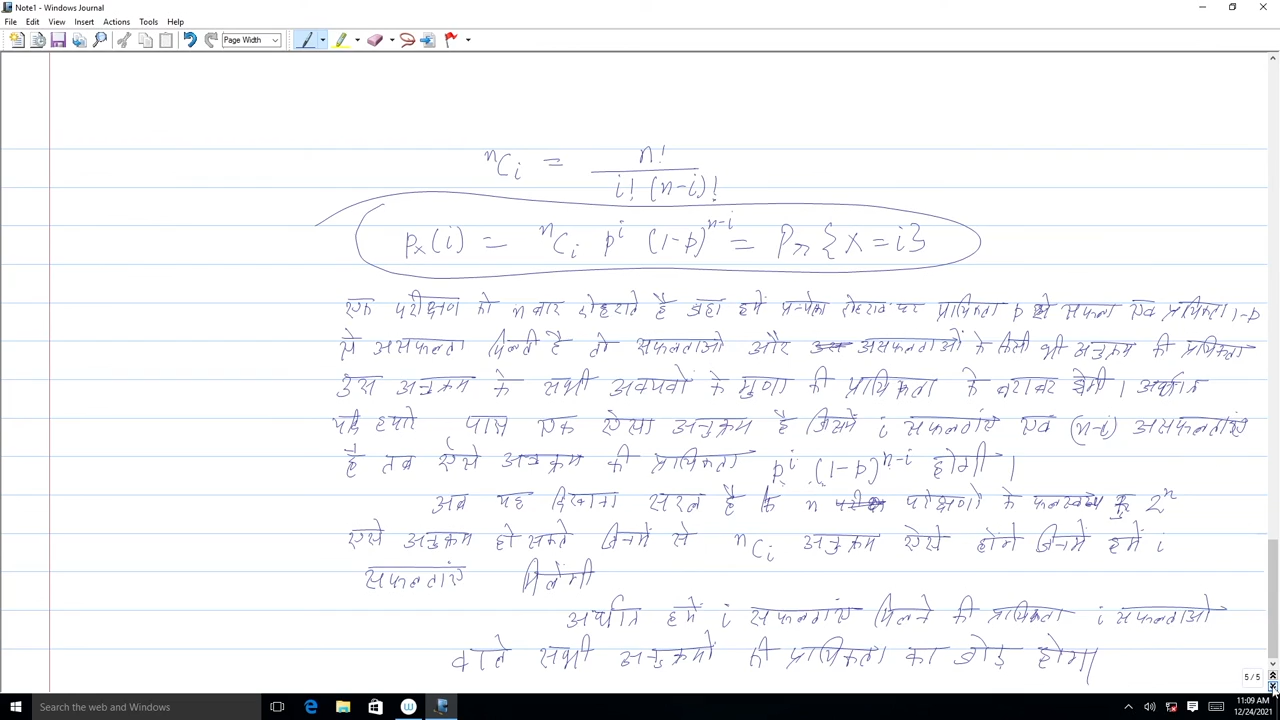 Note1 - Windows Journal
File Edit View Insert Actions Tools Help
Page Width
ⁿCᵢ = n! / i! (n-i)!
pₓ(i) = ⁿCᵢ pⁱ (1-p)ⁿ⁻ⁱ = Pr{X = i}
एक परीक्षण को n बार दोहराते है जहा हमे प्रत्येक दोहराव पर प्रायिकता p से सफलता एवं प्रायिकता 1-p
से असफलता मिलती है तो सफलताओ और असफलताओं के किसी भी अनुक्रम की प्रायिकता
उस अनुक्रम के सभी अवयवो के गुणा की प्रायिकता के बराबर होगी । अर्थात
यदि हमारे पास एक ऐसा अनुक्रम है जिसमे i सफलताएं एवं (n-i) असफलताएं
है तब ऐसे अनुक्रम की प्रायिकता pⁱ (1-p)ⁿ⁻ⁱ होगी ।
अब यह दिखाना सरल है कि n परीक्षणो के फलस्वरूप कुल 2ⁿ
ऐसे अनुक्रम हो सकते जिनमे से ⁿCᵢ अनुक्रम ऐसे होंगे जिनमे हमे i
सफलताएं मिलेंगी
अर्थात हमे i सफलताएं मिलने की प्रायिकता i सफलताओ
वाले सभी अनुक्रमो की प्रायिकता का जोड़ होगा
5 / 5
Search the web and Windows
11:09 AM
12/24/2021